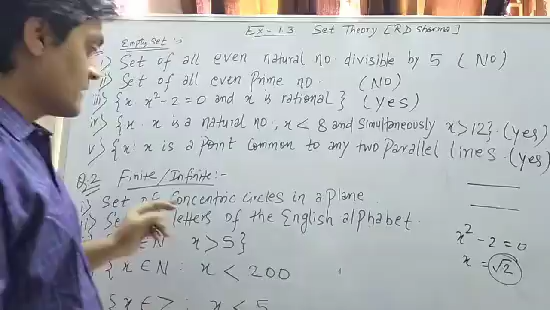 Ex-1.3 Set Theory [RD Sharma]
Empty set :-
i) Set of all even natural no divisible by 5 (No)
ii) Set of all even Prime no. (No)
iii) {x: x²-2=0 and x is rational} (Yes)
iv) {x: x is a natural no., x<8 and Simultaneously x>12}. (Yes)
v) {x: x is a point common to any two Parallel lines. (Yes)
Q.2 Finite/Infinite:-
i) Set of Concentric circles in a Plane.
letters of the English alphabet.
∈N x>5}
{x∈N: x<200
x²-2=0
x=√2
x<5